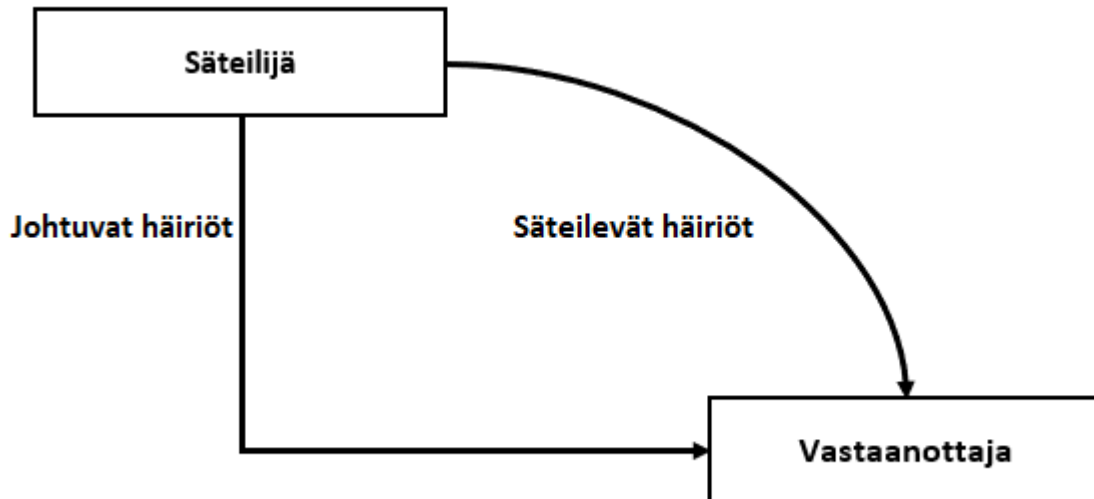 Säteilijä
Johtuvat häiriöt
Säteilevät häiriöt
Vastaanottaja